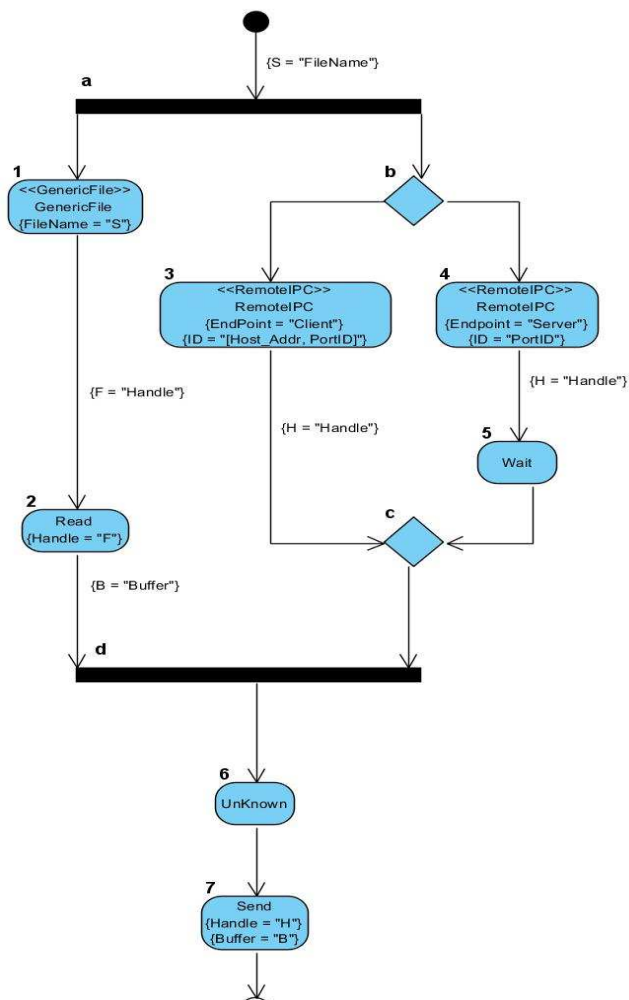 {S = "FileName"}
a
1
<<GenericFile>>
GenericFile
{FileName = "S"}
b
3
<<RemoteIPC>>
RemoteIPC
{EndPoint = "Client"}
{ID = "[Host_Addr, PortID]"}
4
<<RemoteIPC>>
RemoteIPC
{Endpoint = "Server"}
{ID = "PortID"}
{F = "Handle"}
{H = "Handle"}
{H = "Handle"}
5
Wait
2
Read
{Handle = "F"}
c
{B = "Buffer"}
d
6
UnKnown
7
Send
{Handle = "H"}
{Buffer = "B"}